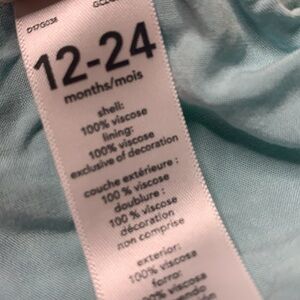 D17G038
12-24
months/mois
shell:
100% viscose
lining:
100% viscose
exclusive of decoration
couche extérieure :
100 % viscose
doublure :
100 % viscose
décoration
non comprise
exterior:
100% viscosa
forro: